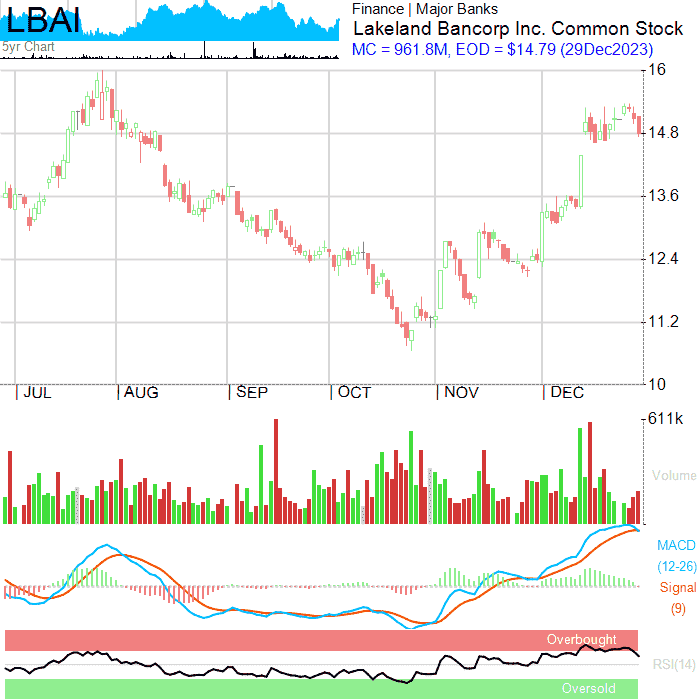 LBAI
5yr Chart
Finance | Major Banks
Lakeland Bancorp Inc. Common Stock
MC = 961.8M, EOD = $14.79 (29Dec2023)
16
14.8
13.6
12.4
11.2
10
JUL AUG SEP OCT NOV DEC
611k
Volume
MACD
(12-26)
Signal
(9)
Overbought
RSI(14)
Oversold